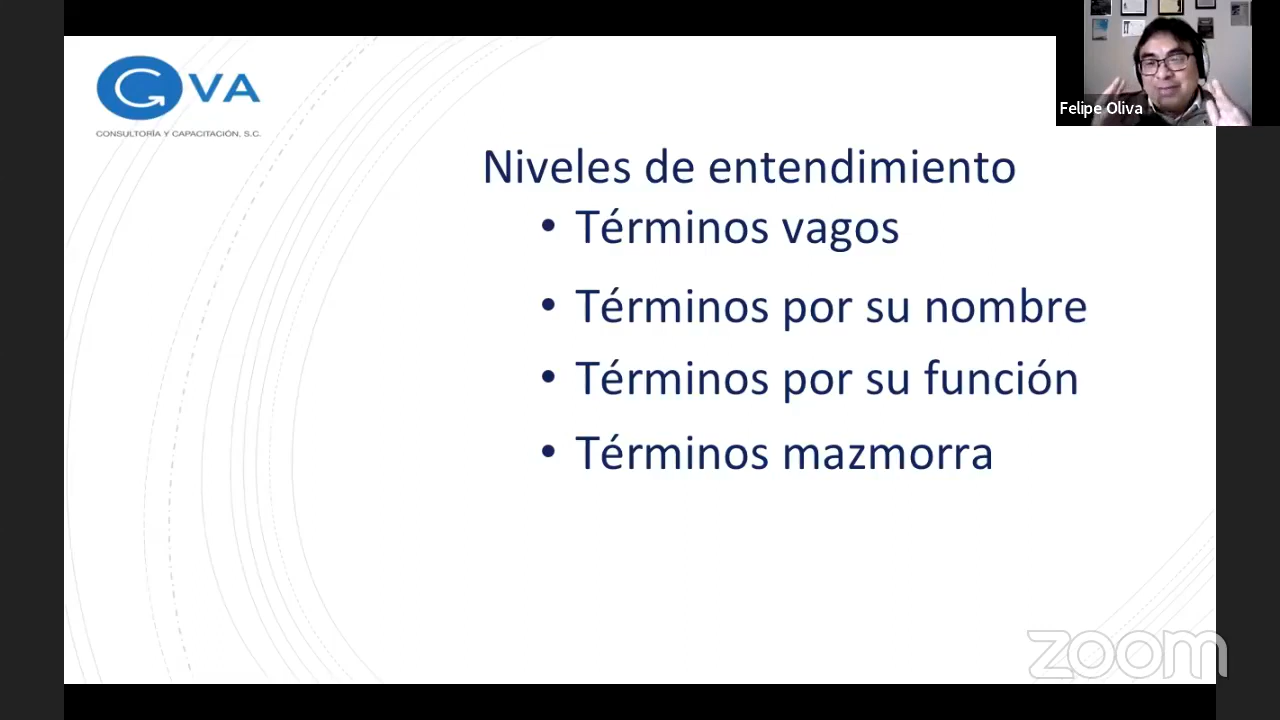 GVA
CONSULTORÍA Y CAPACITACIÓN, S.C.
Felipe Oliva
Niveles de entendimiento
• Términos vagos
• Términos por su nombre
• Términos por su función
• Términos mazmorra
zoom